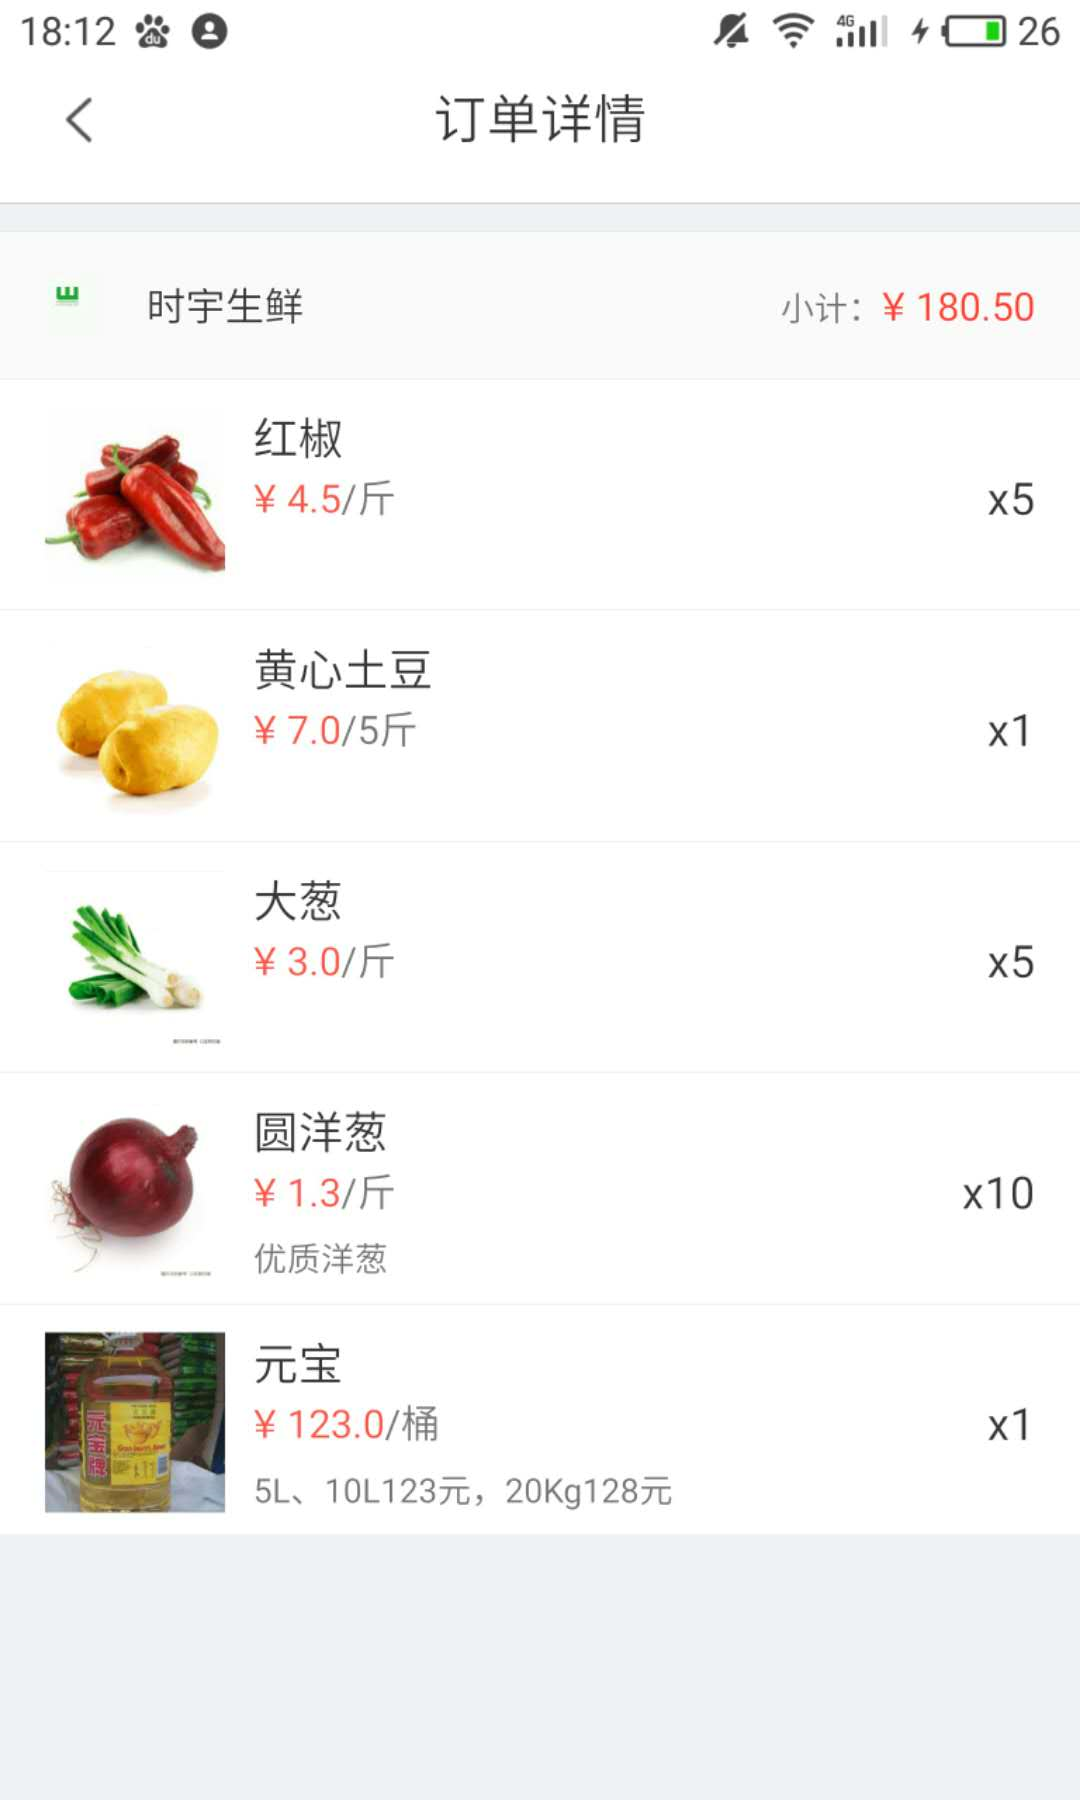 18:12 4G 26
订单详情
时宇生鲜 小计：¥ 180.50
红椒
¥ 4.5/斤 x5
黄心土豆
¥ 7.0/5斤 x1
大葱
¥ 3.0/斤 x5
圆洋葱
¥ 1.3/斤 x10
优质洋葱
元宝
¥ 123.0/桶 x1
5L、10L123元，20Kg128元
元宝牌